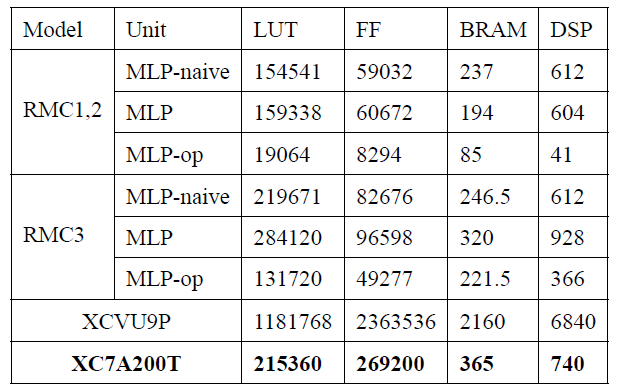 Model Unit LUT FF BRAM DSP
RMC1,2 MLP-naive 154541 59032 237 612
MLP 159338 60672 194 604
MLP-op 19064 8294 85 41
RMC3 MLP-naive 219671 82676 246.5 612
MLP 284120 96598 320 928
MLP-op 131720 49277 221.5 366
XCVU9P 1181768 2363536 2160 6840
XC7A200T 215360 269200 365 740